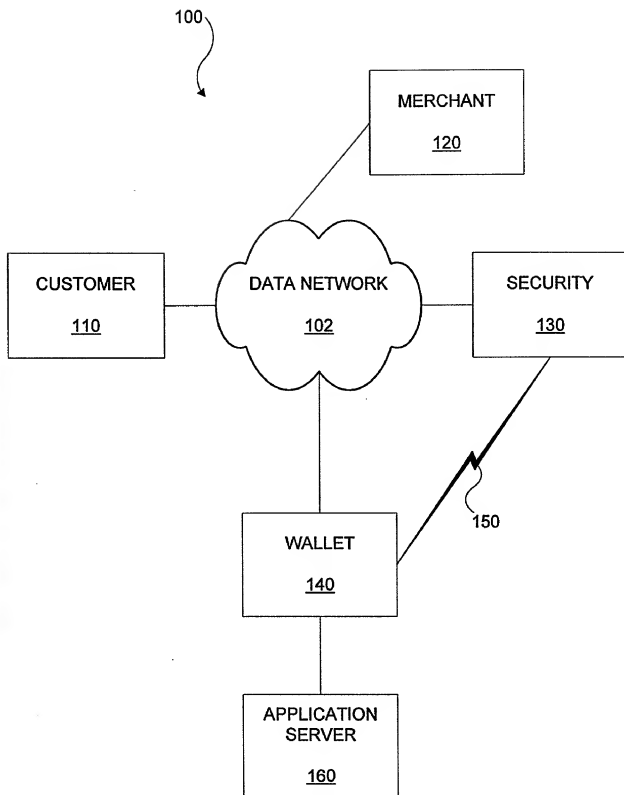 100
MERCHANT
120
CUSTOMER
110
DATA NETWORK
102
SECURITY
130
150
WALLET
140
APPLICATION
SERVER
160